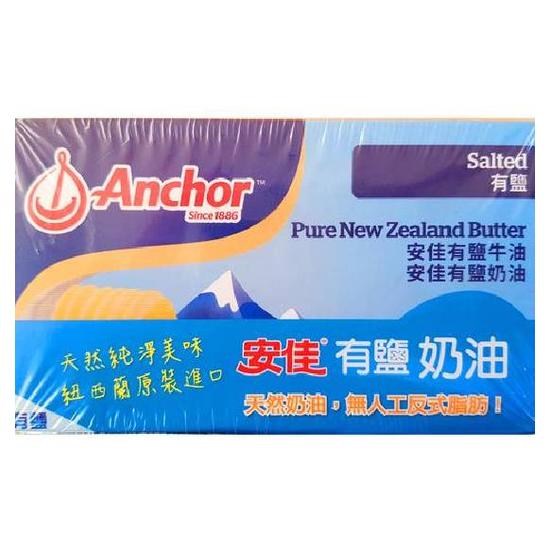 Anchor™
Since 1886
Salted
有鹽
Pure New Zealand Butter
安佳有鹽牛油
安佳有鹽奶油
天然純淨美味
紐西蘭原裝進口
安佳® 有鹽 奶油
天然奶油，無人工反式脂肪！
有鹽